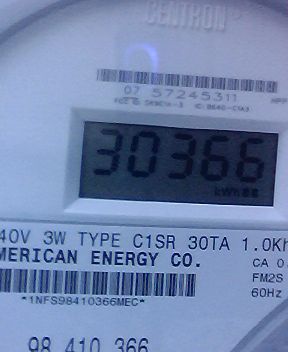 CENTRON
07 57245311
30366
40V 3W TYPE C1SR 30TA 1.0Kh
MERICAN ENERGY CO.
CA 0.
FM2S
*1NFS98410366MEC*
60Hz
98 410 366